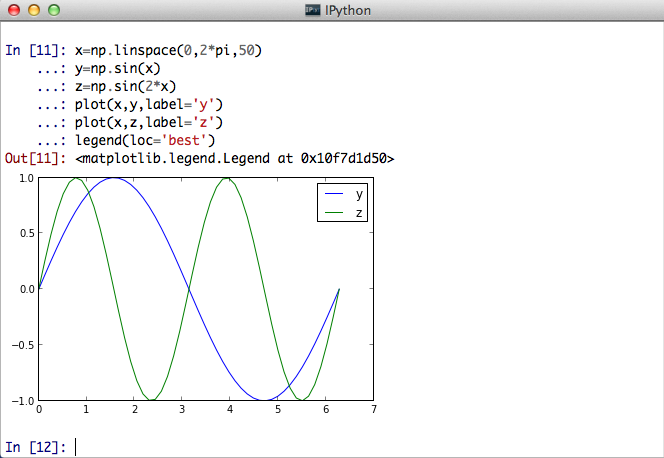 IPy IPython
In [11]: x=np.linspace(0,2*pi,50)
...: y=np.sin(x)
...: z=np.sin(2*x)
...: plot(x,y,label='y')
...: plot(x,z,label='z')
...: legend(loc='best')
Out[11]: <matplotlib.legend.Legend at 0x10f7d1d50>
1.0
y
z
0.5
0.0
−0.5
−1.0
0 1 2 3 4 5 6 7
In [12]: